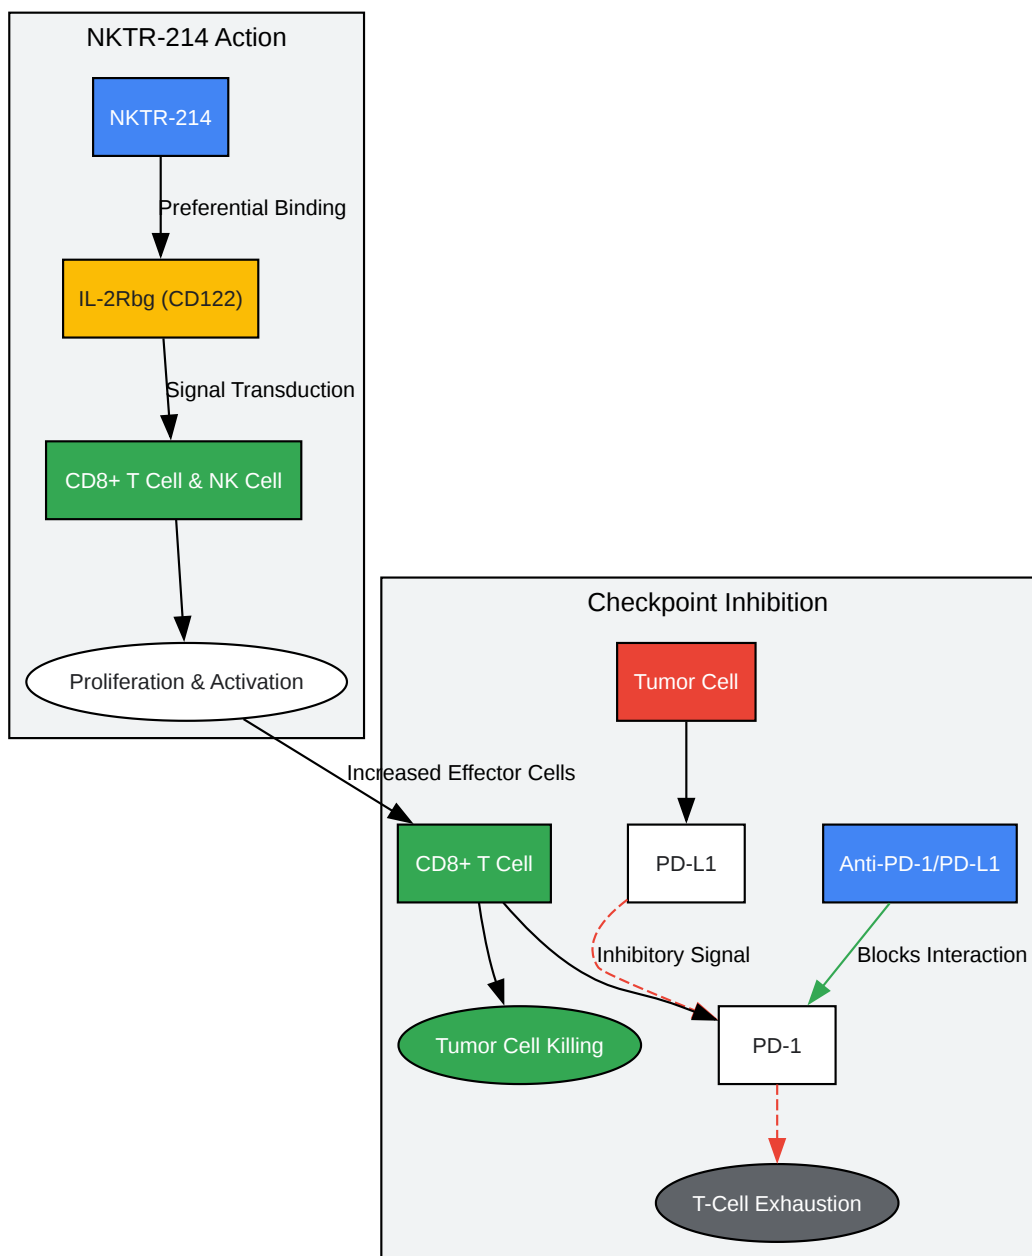 NKTR-214 Action
NKTR-214
Preferential Binding
IL-2Rbg (CD122)
Signal Transduction
CD8+ T Cell & NK Cell
Proliferation & Activation
Increased Effector Cells
Checkpoint Inhibition
Tumor Cell
CD8+ T Cell
PD-L1
Anti-PD-1/PD-L1
Inhibitory Signal
Blocks Interaction
Tumor Cell Killing
PD-1
T-Cell Exhaustion